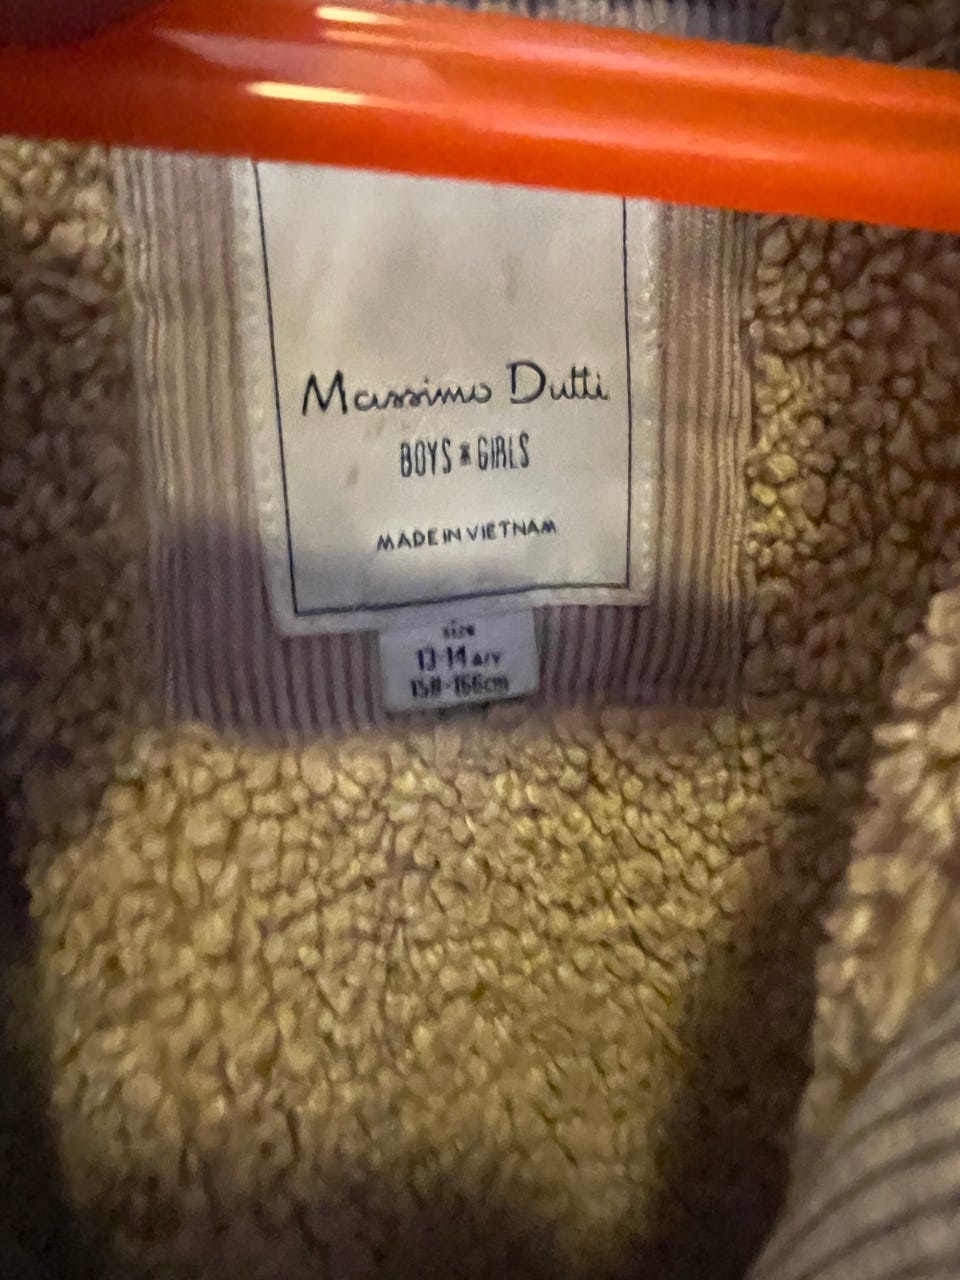 Massimo Dutti
BOYS & GIRLS
MADE IN VIETNAM
size
13-14 A/Y
158-166cm